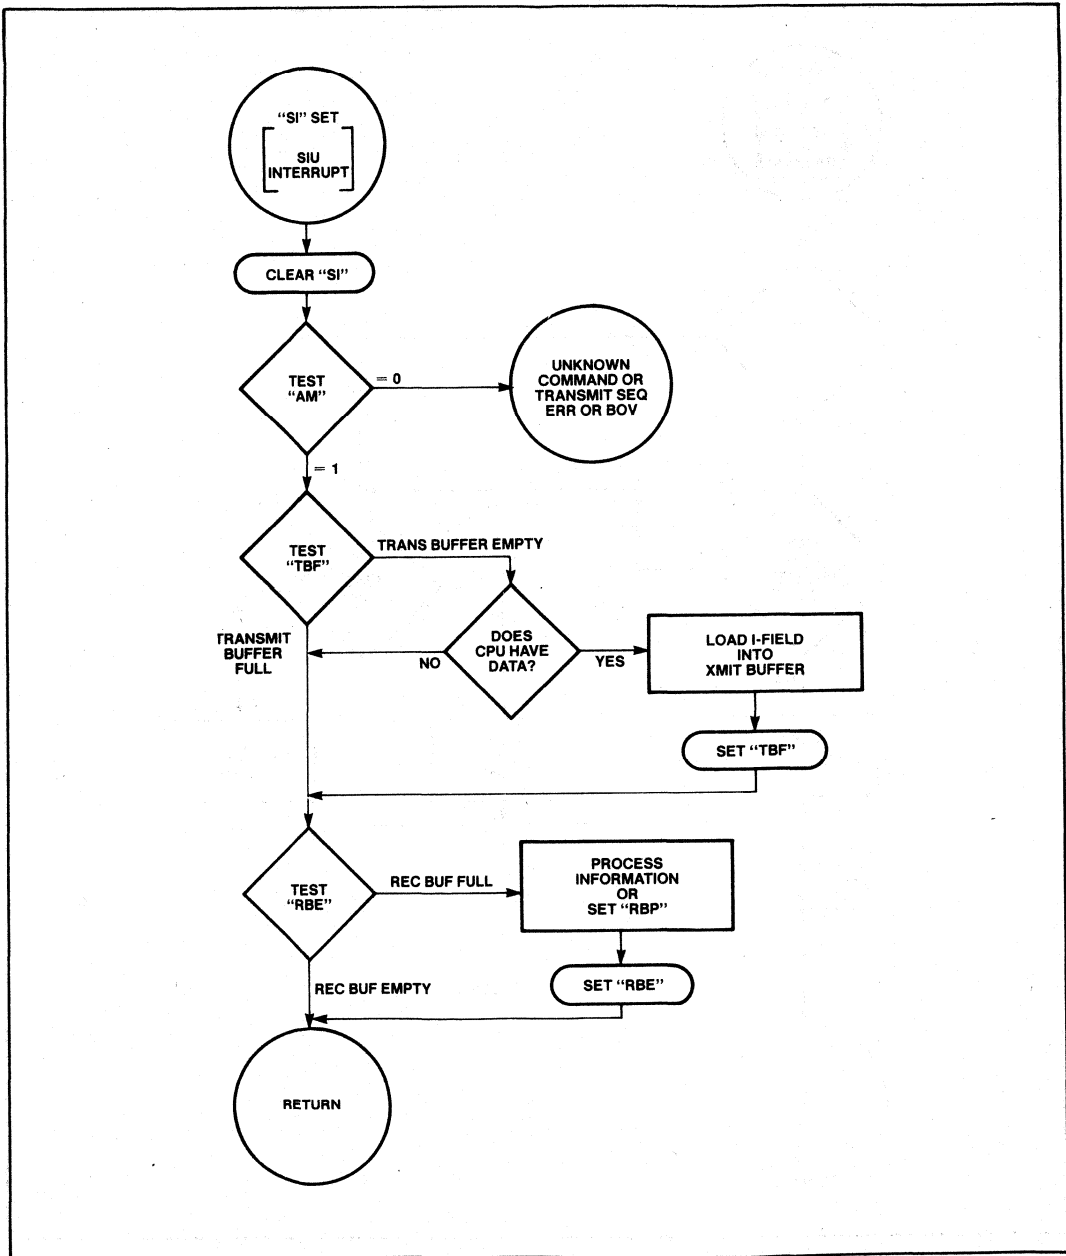 "SI" SET
SIU
INTERRUPT
CLEAR "SI"
TEST
"AM"
= 0
UNKNOWN
COMMAND OR
TRANSMIT SEQ
ERR OR BOV
= 1
TEST
"TBF"
TRANS BUFFER EMPTY
TRANSMIT
BUFFER
FULL
DOES
CPU HAVE
DATA?
NO
YES
LOAD I-FIELD
INTO
XMIT BUFFER
SET "TBF"
TEST
"RBE"
REC BUF FULL
PROCESS
INFORMATION
OR
SET "RBP"
SET "RBE"
REC BUF EMPTY
RETURN